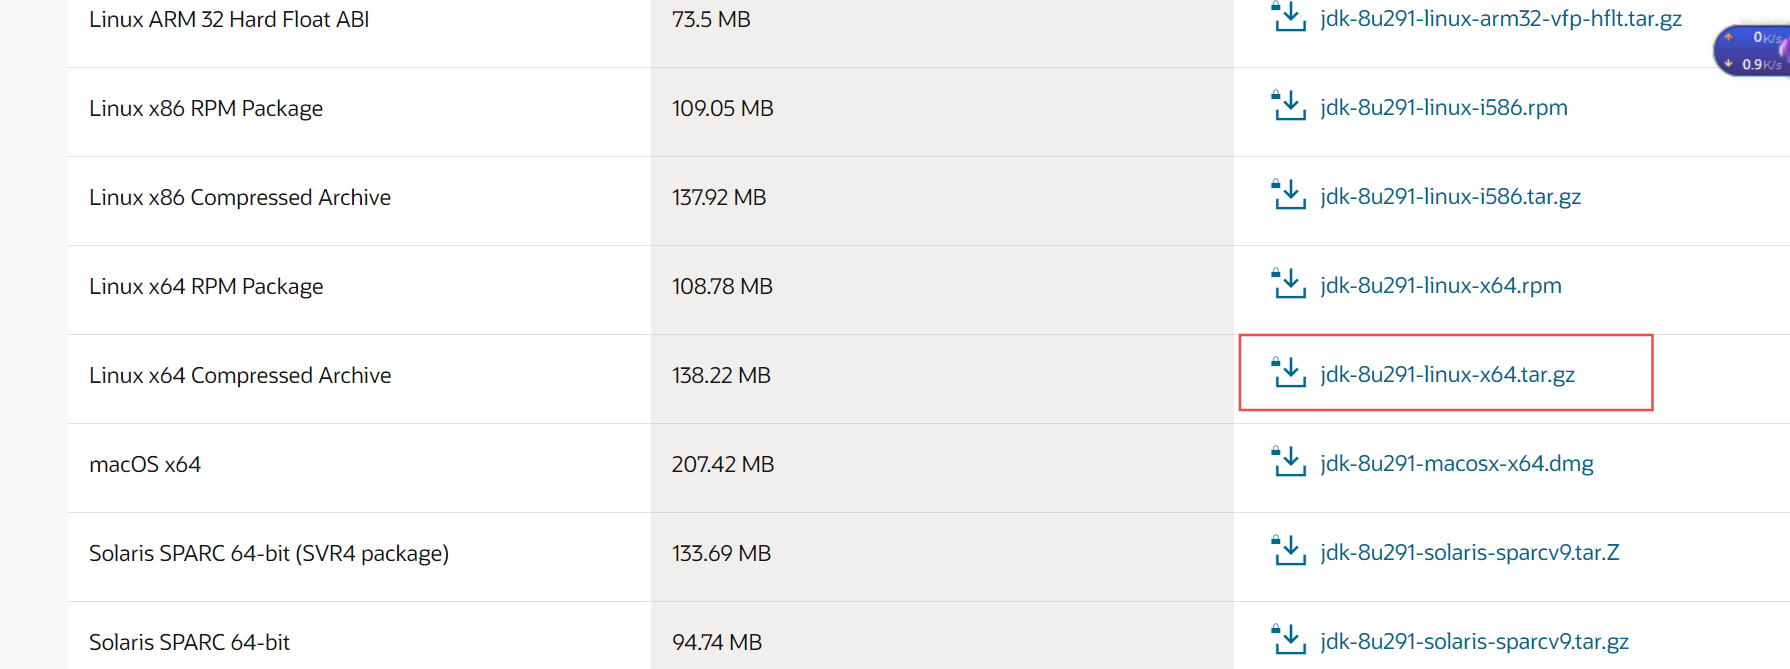 Linux ARM 32 Hard Float ABI 73.5 MB jdk-8u291-linux-arm32-vfp-hflt.tar.gz
0K/s
0.9K/s
Linux x86 RPM Package 109.05 MB jdk-8u291-linux-i586.rpm
Linux x86 Compressed Archive 137.92 MB jdk-8u291-linux-i586.tar.gz
Linux x64 RPM Package 108.78 MB jdk-8u291-linux-x64.rpm
Linux x64 Compressed Archive 138.22 MB jdk-8u291-linux-x64.tar.gz
macOS x64 207.42 MB jdk-8u291-macosx-x64.dmg
Solaris SPARC 64-bit (SVR4 package) 133.69 MB jdk-8u291-solaris-sparcv9.tar.Z
Solaris SPARC 64-bit 94.74 MB jdk-8u291-solaris-sparcv9.tar.gz